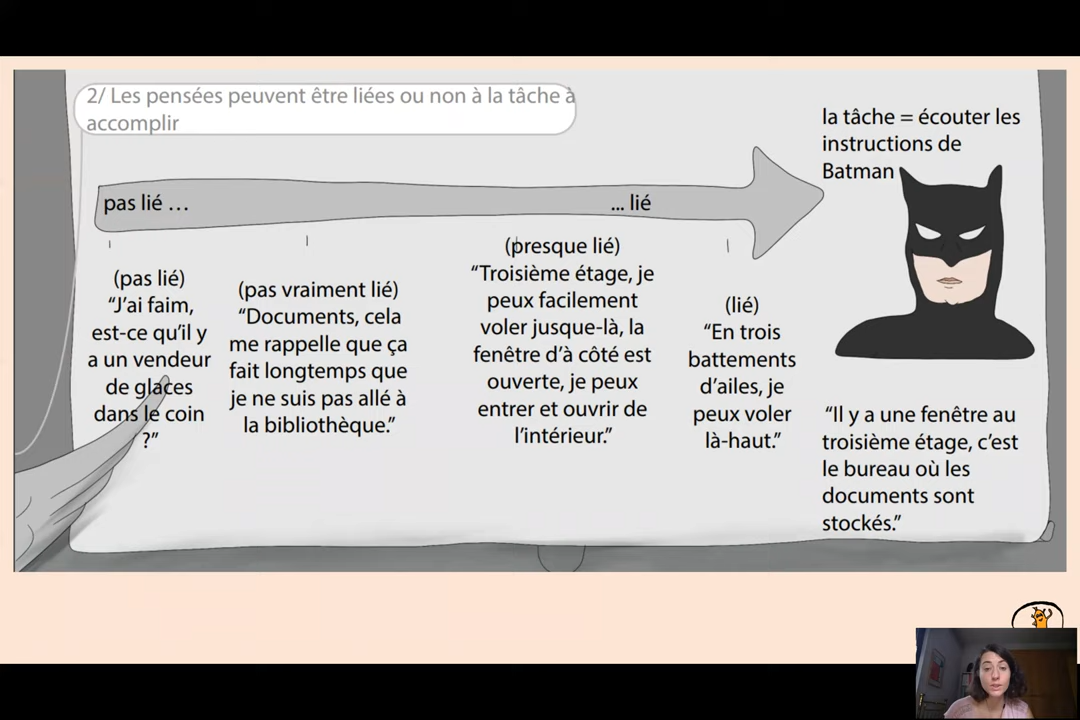 2/ Les pensées peuvent être liées ou non à la tâche à
accomplir
la tâche = écouter les
instructions de
Batman
pas lié …
... lié
(pas lié)
“J’ai faim,
est-ce qu’il y
a un vendeur
de glaces
dans le coin
?”
(pas vraiment lié)
“Documents, cela
me rappelle que ça
fait longtemps que
je ne suis pas allé à
la bibliothèque.”
(presque lié)
“Troisième étage, je
peux facilement
voler jusque-là, la
fenêtre d’à côté est
ouverte, je peux
entrer et ouvrir de
l’intérieur.”
(lié)
“En trois
battements
d’ailes, je
peux voler
là-haut.”
“Il y a une fenêtre au
troisième étage, c’est
le bureau où les
documents sont
stockés.”